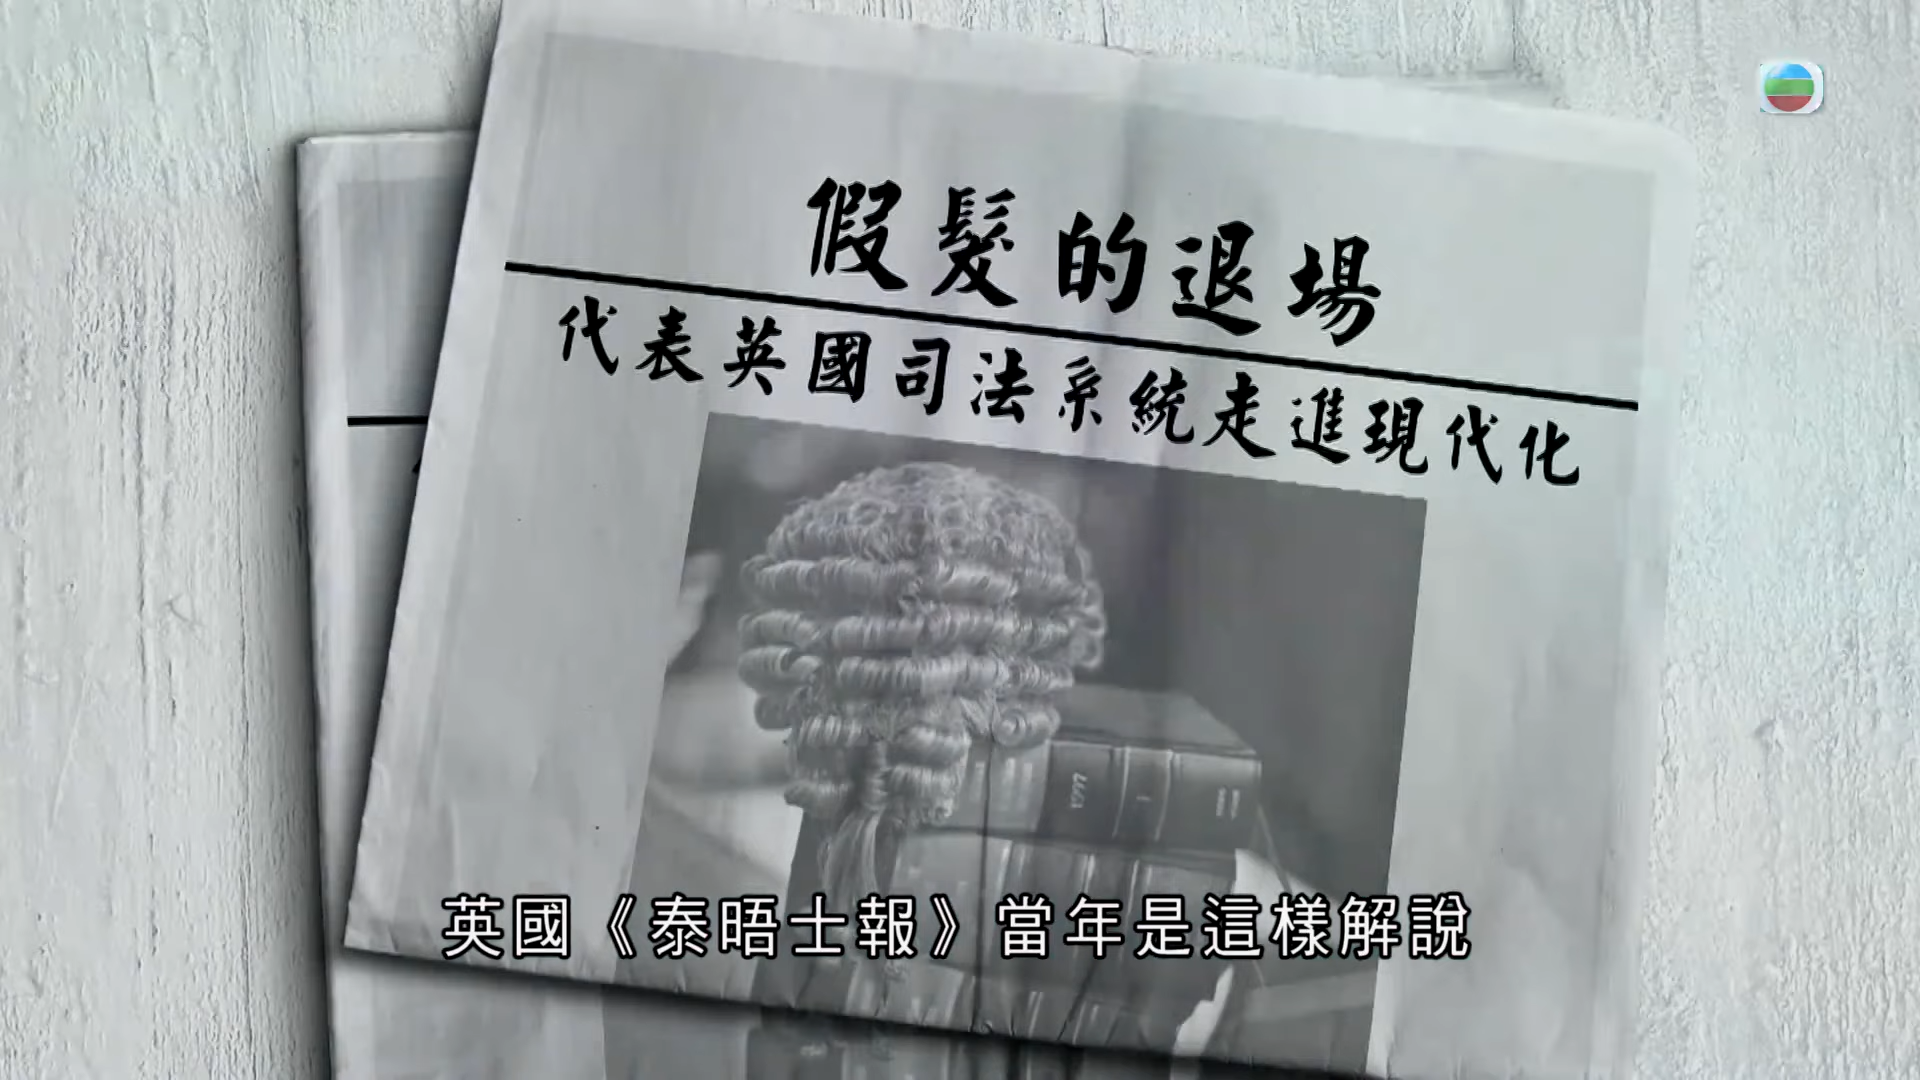 假髮的退場
代表英國司法系統走進現代化
1997
英國《泰晤士報》當年是這樣解說